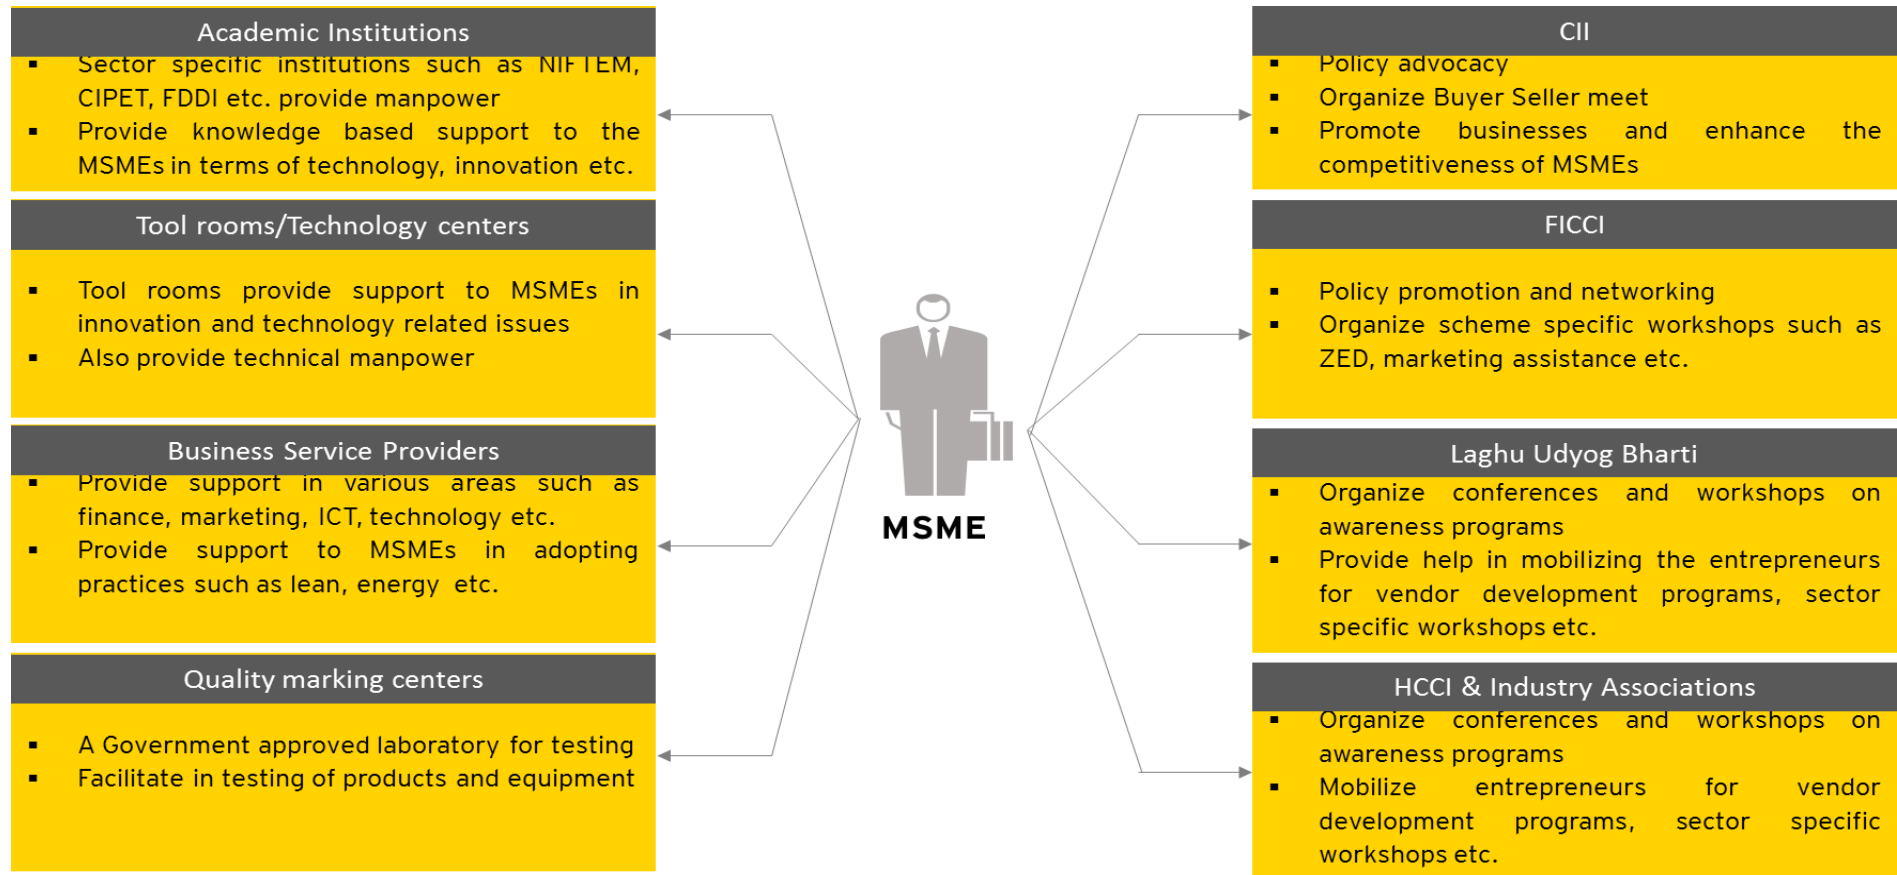 Academic Institutions
▪ Sector specific institutions such as NIFTEM,
CIPET, FDDI etc. provide manpower
▪ Provide knowledge based support to the
MSMEs in terms of technology, innovation etc.
Tool rooms/Technology centers
▪ Tool rooms provide support to MSMEs in
innovation and technology related issues
▪ Also provide technical manpower
Business Service Providers
▪ Provide support in various areas such as
finance, marketing, ICT, technology etc.
▪ Provide support to MSMEs in adopting
practices such as lean, energy etc.
Quality marking centers
▪ A Government approved laboratory for testing
▪ Facilitate in testing of products and equipment
MSME
CII
▪ Policy advocacy
▪ Organize Buyer Seller meet
▪ Promote businesses and enhance the
competitiveness of MSMEs
FICCI
▪ Policy promotion and networking
▪ Organize scheme specific workshops such as
ZED, marketing assistance etc.
Laghu Udyog Bharti
▪ Organize conferences and workshops on
awareness programs
▪ Provide help in mobilizing the entrepreneurs
for vendor development programs, sector
specific workshops etc.
HCCI & Industry Associations
▪ Organize conferences and workshops on
awareness programs
▪ Mobilize entrepreneurs for vendor
development programs, sector specific
workshops etc.